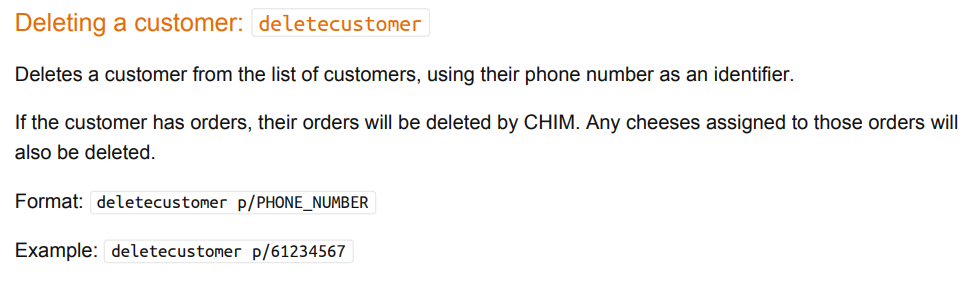 Deleting a customer: deletecustomer
Deletes a customer from the list of customers, using their phone number as an identifier.
If the customer has orders, their orders will be deleted by CHIM. Any cheeses assigned to those orders will
also be deleted.
Format: deletecustomer p/PHONE_NUMBER
Example: deletecustomer p/61234567